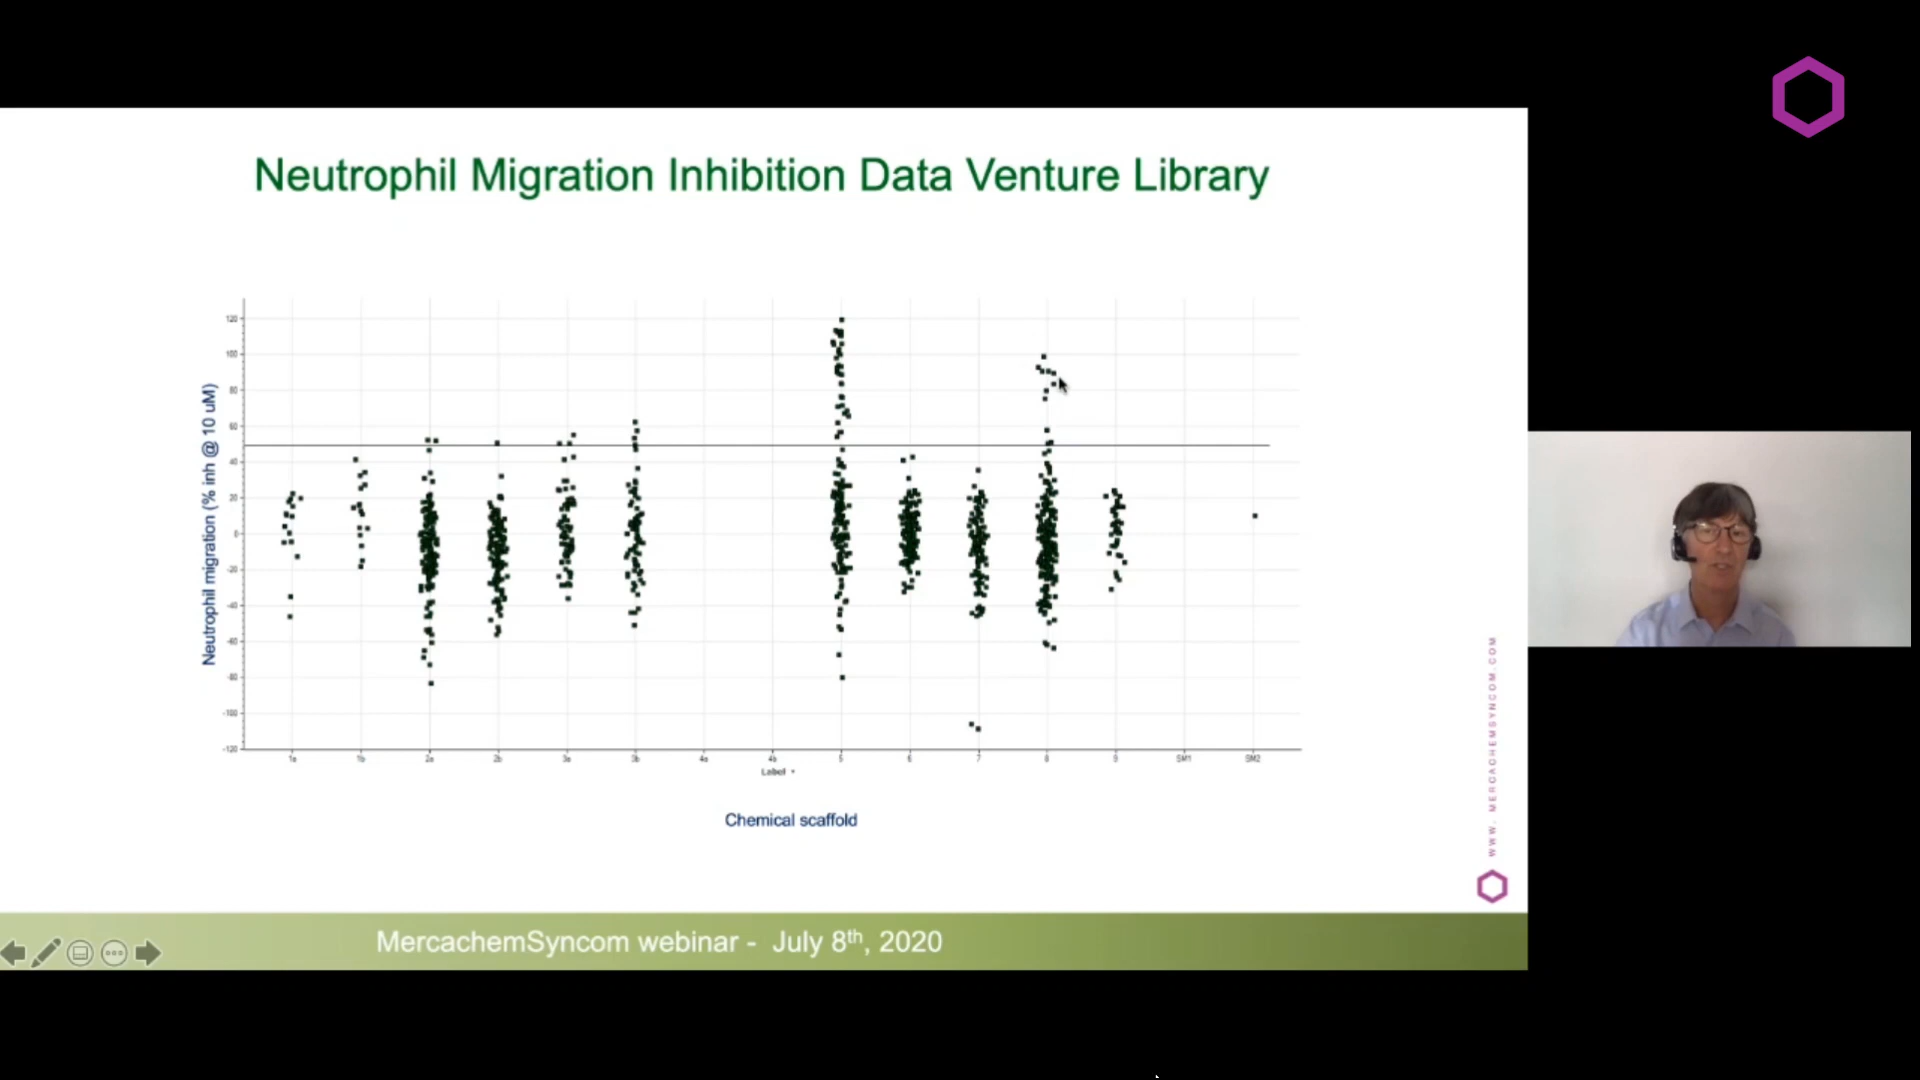 Neutrophil Migration Inhibition Data Venture Library
Neutrophil migration (% inh @ 10 uM)
120
100
80
60
40
20
0
-20
-40
-60
-80
-100
-120
1a 1b 2a 2b 3a 3b 4a 4b 5 6 7 8 9 SM1 SM2
Label
Chemical scaffold
WWW. MERCACHEMSYNCOM.COM
MercachemSyncom webinar - July 8th, 2020